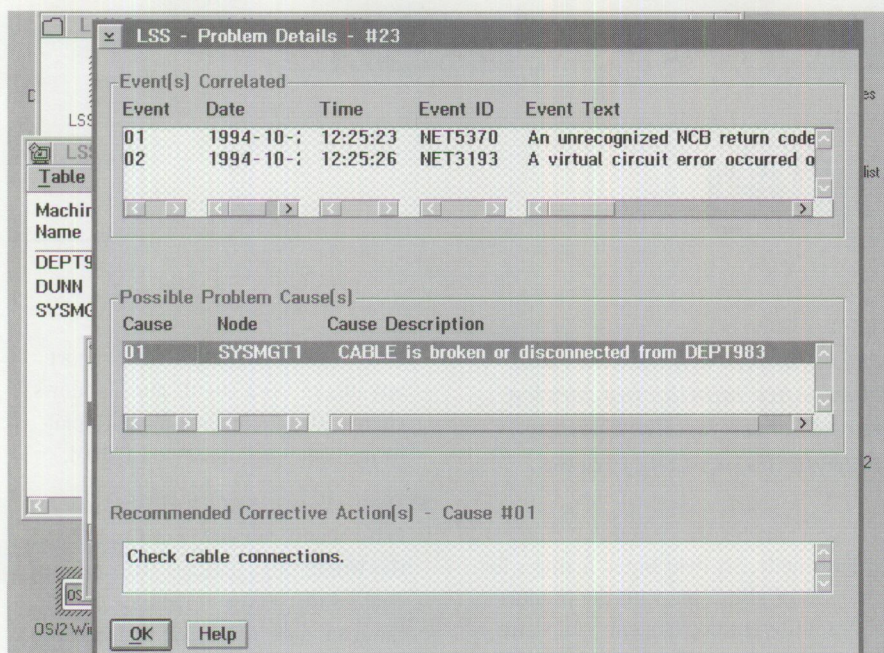 LSS - Problem Details - #23
Event(s) Correlated
Event Date Time Event ID Event Text
01 1994-10- 12:25:23 NET5370 An unrecognized NCB return code
02 1994-10- 12:25:26 NET3193 A virtual circuit error occurred o
LSS
LSS
Table
Machin
Name
DEPT9
DUNN
SYSMG
Possible Problem Cause(s)
Cause Node Cause Description
01 SYSMGT1 CABLE is broken or disconnected from DEPT983
Recommended Corrective Action(s) - Cause #01
Check cable connections.
OK Help
OS
OS/2 Wi
es
list
2